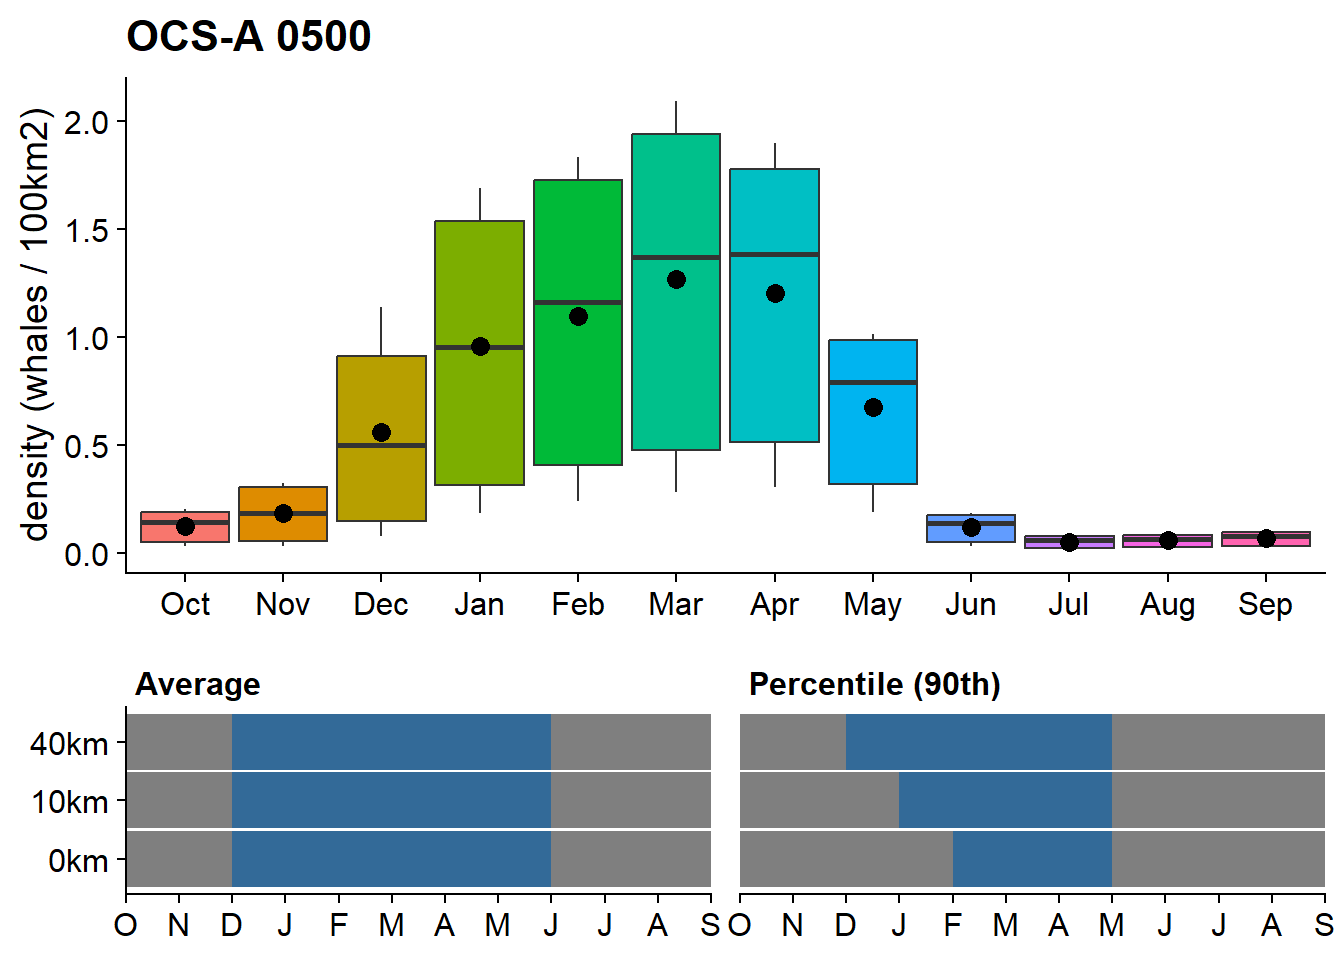 OCS-A 0500
density (whales / 100km2)
2.0
1.5
1.0
0.5
0.0
Oct Nov Dec Jan Feb Mar Apr May Jun Jul Aug Sep
Average
40km
10km
0km
O N D J F M A M J J A S
Percentile (90th)
O N D J F M A M J J A S